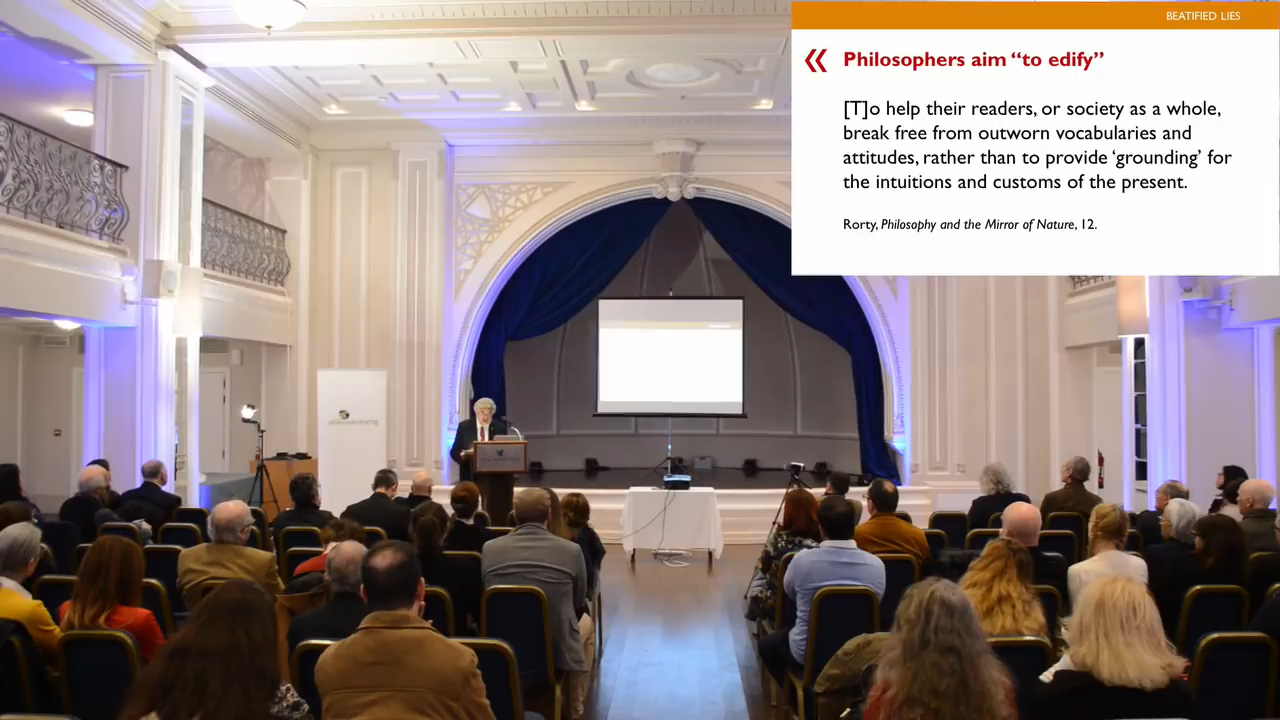 BEATIFIED LIES
« Philosophers aim “to edify”
[T]o help their readers, or society as a whole,
break free from outworn vocabularies and
attitudes, rather than to provide ‘grounding’ for
the intuitions and customs of the present.
Rorty, Philosophy and the Mirror of Nature, 12.